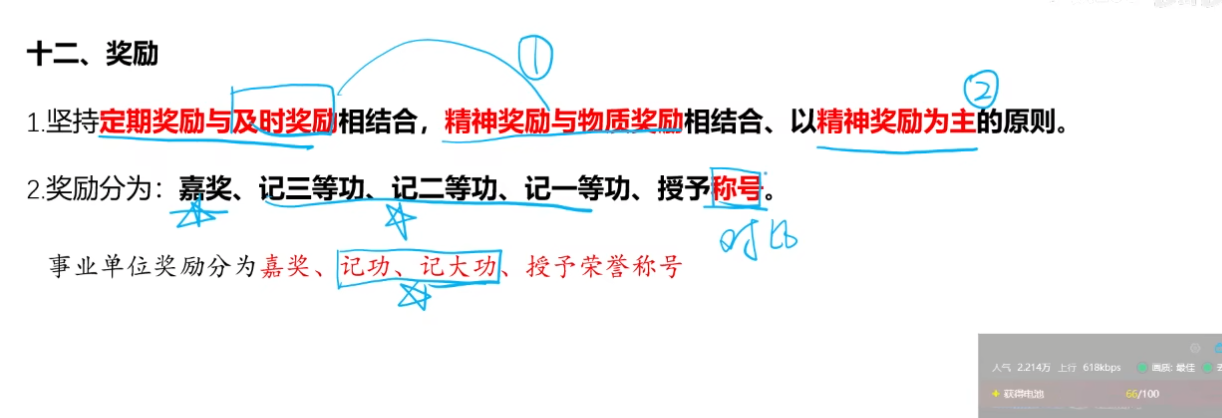 十二、奖励
①
②
1.坚持定期奖励与及时奖励相结合，精神奖励与物质奖励相结合、以精神奖励为主的原则。
2.奖励分为：嘉奖、记三等功、记二等功、记一等功、授予称号。
事业单位奖励分为嘉奖、记功、记大功、授予荣誉称号
人气 2.214万 上行 618kbps 画质: 最佳
获得电池 66/100